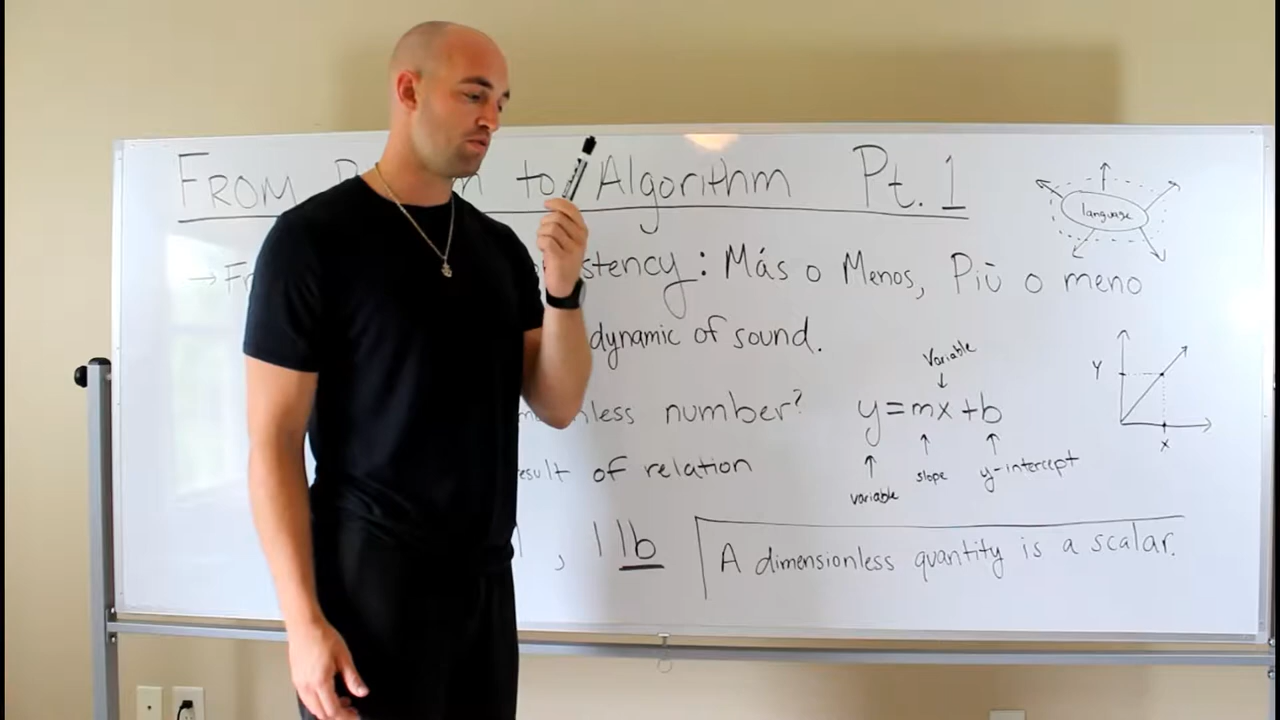 FROM to Algorithm Pt. 1
language
→ Fr stency: Más o Menos, Più o meno
dynamic of sound.
Variable
Y
nless number?
y=mx+b
x
esult of relation
slope
y-intercept
variable
, 1 lb
A dimensionless quantity is a scalar.